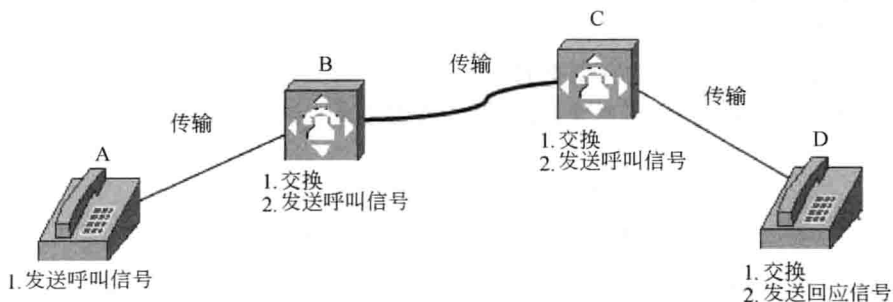 C
传输
B
传输
传输
A
1. 交换
2. 发送呼叫信号
D
1. 交换
2. 发送呼叫信号
1. 发送呼叫信号
1. 交换
2. 发送回应信号